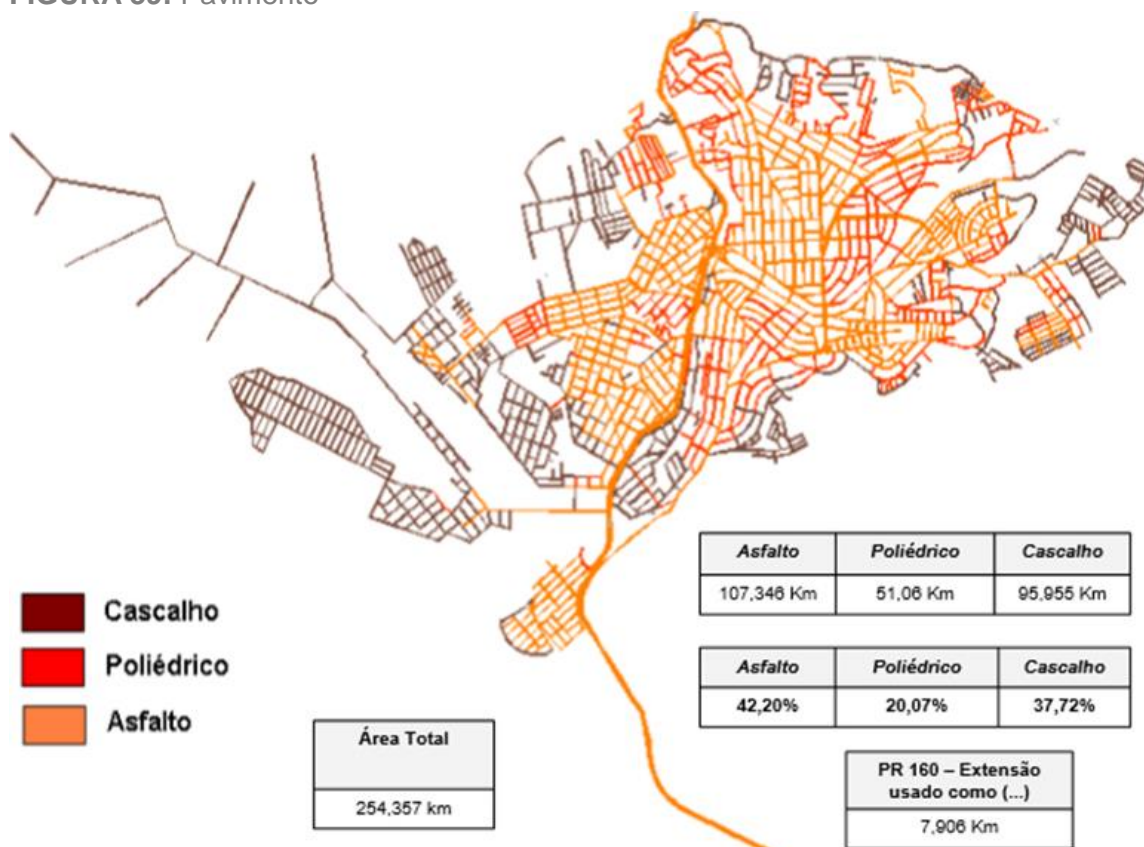 Pavimento
Asfalto Poliédrico Cascalho
107,346 Km 51,06 Km 95,955 Km
Cascalho
Poliédrico
Asfalto
Asfalto Poliédrico Cascalho
42,20% 20,07% 37,72%
Área Total
254,357 km
PR 160 – Extensão
usado como (...)
7,906 Km